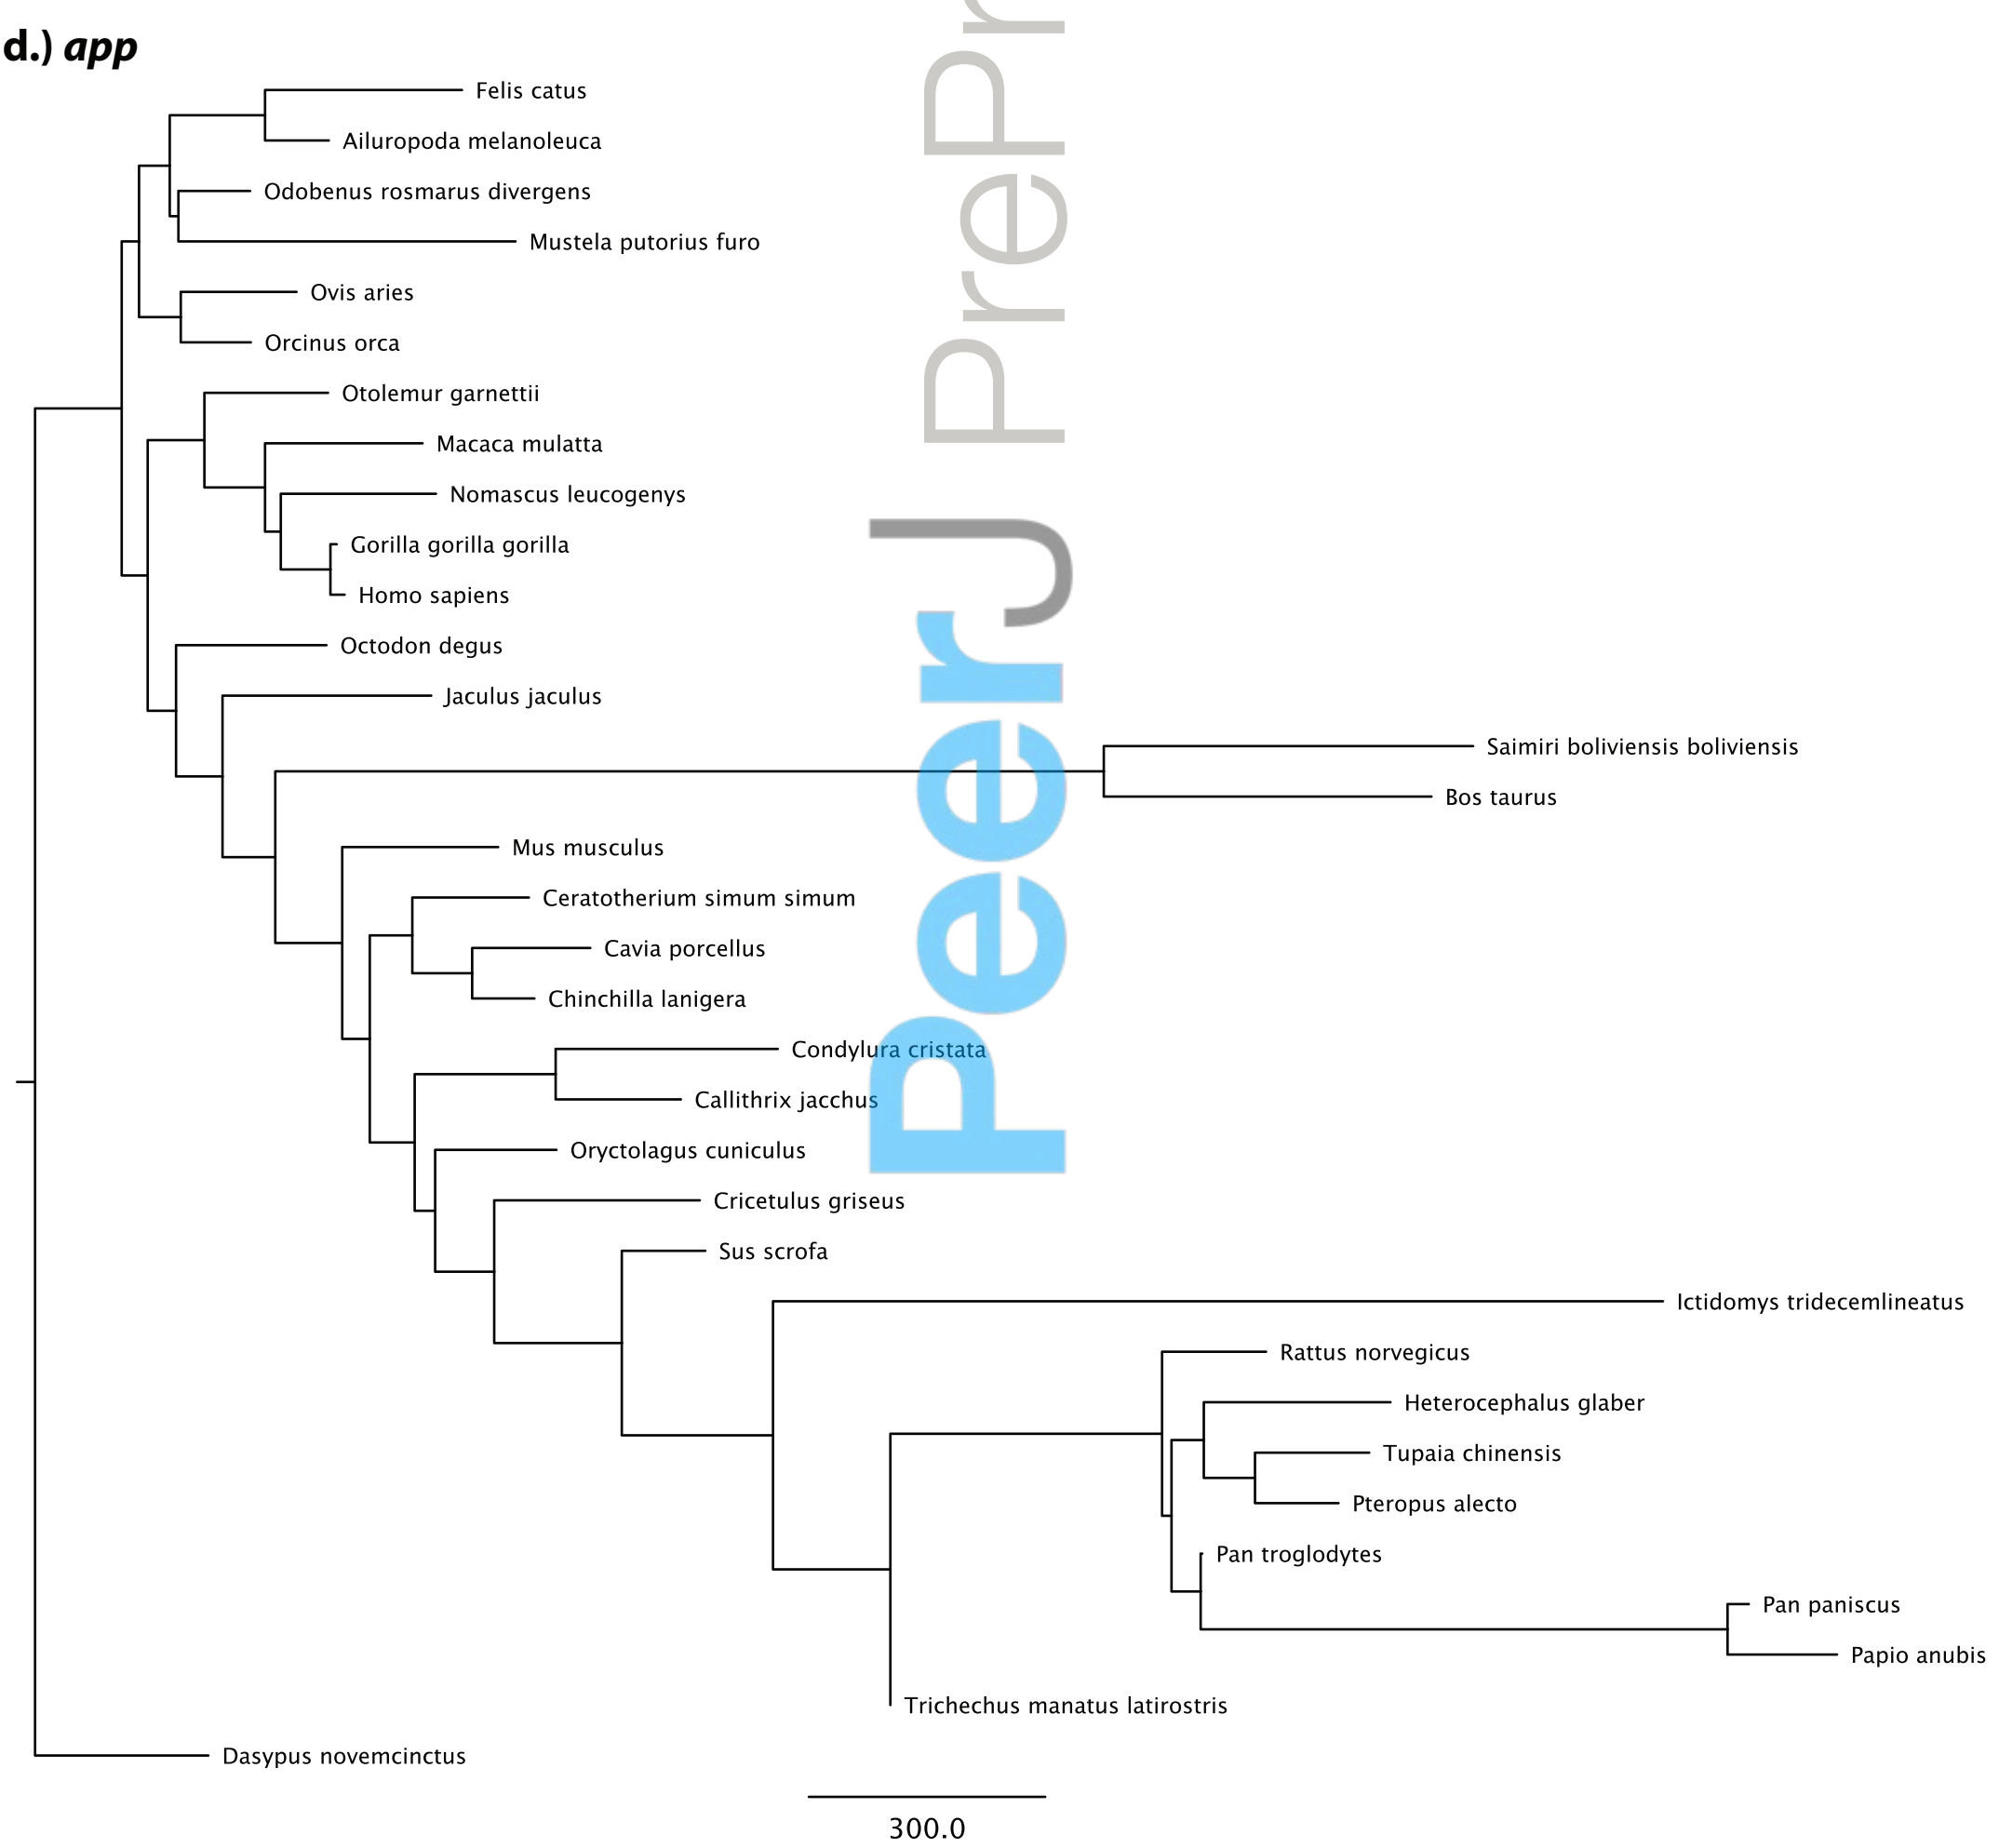 d.) app
Felis catus
Ailuropoda melanoleuca
Odobenus rosmarus divergens
Mustela putorius furo
Ovis aries
Orcinus orca
Otolemur garnettii
Macaca mulatta
Nomascus leucogenys
Gorilla gorilla gorilla
Homo sapiens
Octodon degus
Jaculus jaculus
Saimiri boliviensis boliviensis
Bos taurus
Mus musculus
Ceratotherium simum simum
Cavia porcellus
Chinchilla lanigera
Condylura cristata
Callithrix jacchus
Oryctolagus cuniculus
Cricetulus griseus
Sus scrofa
Ictidomys tridecemlineatus
Rattus norvegicus
Heterocephalus glaber
Tupaia chinensis
Pteropus alecto
Pan troglodytes
Pan paniscus
Papio anubis
Trichechus manatus latirostris
Dasypus novemcinctus
300.0
PeerJ PrePr